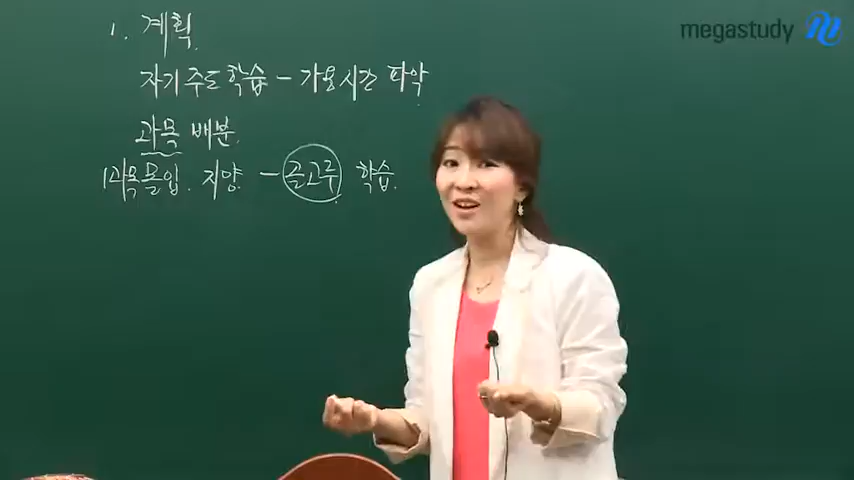 megastudy
1. 계획.
자기주도학습 - 가용시간 파악.
과목 배분.
1과목몰입. 지양 - 골고루 학습.